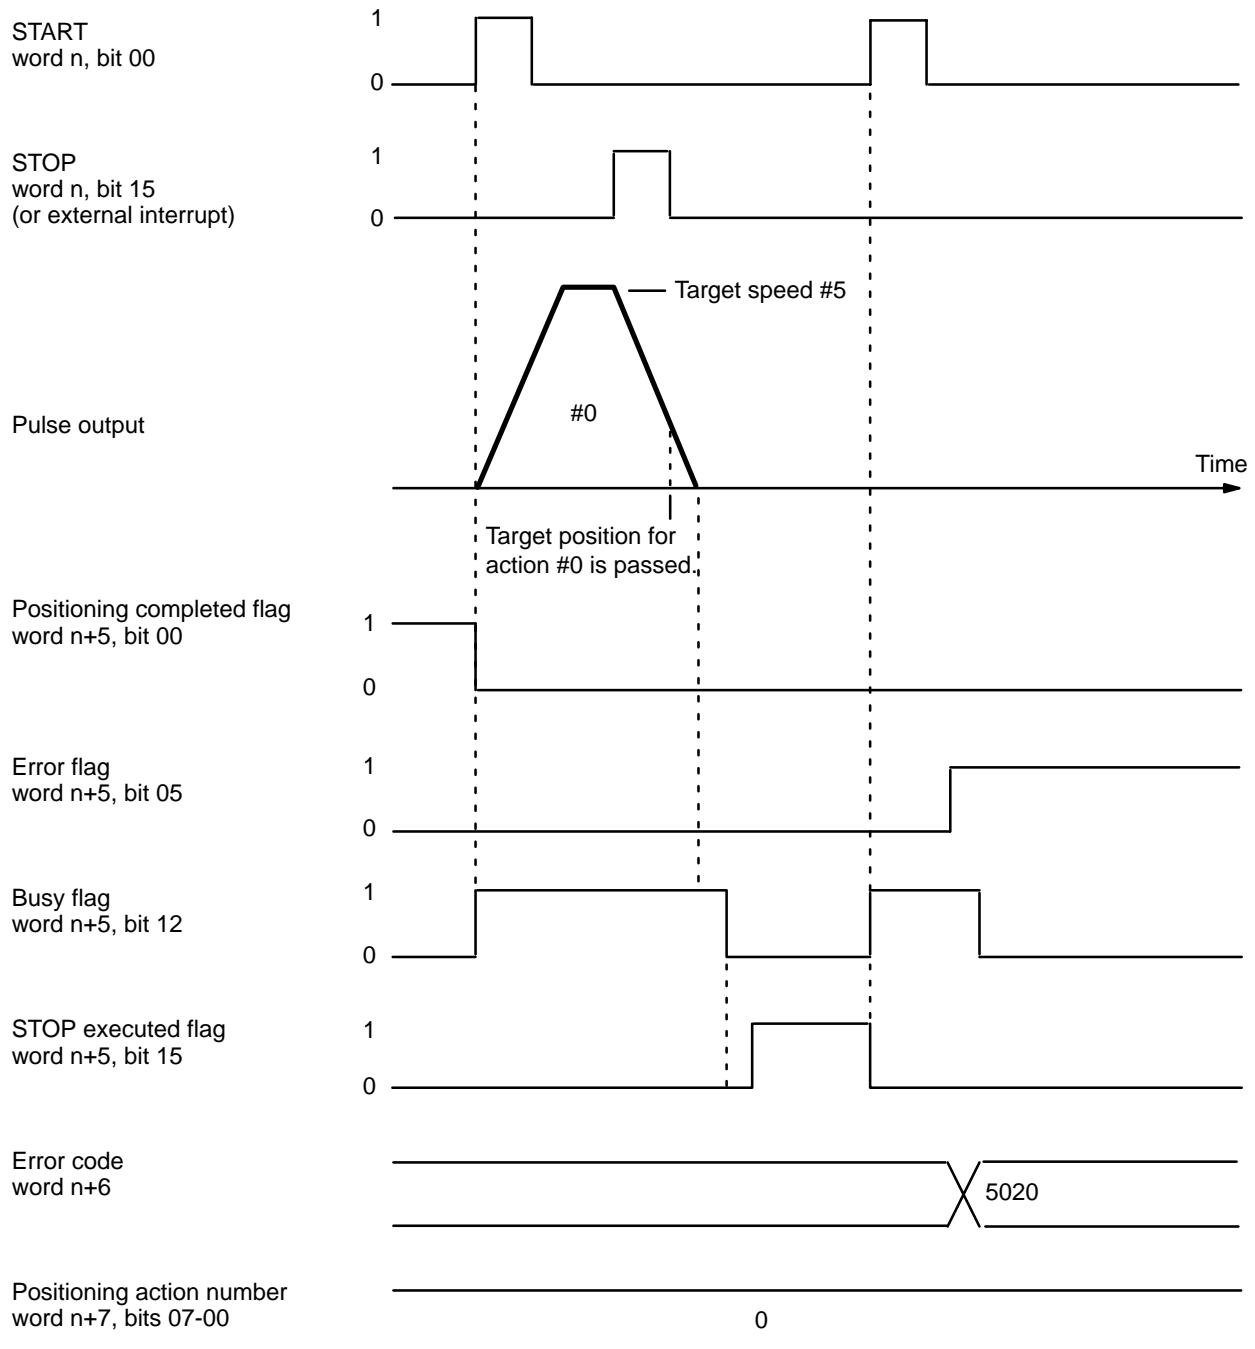 START
word n, bit 00
1
0
STOP
word n, bit 15
(or external interrupt)
1
0
Target speed #5
#0
Pulse output
Time
Target position for
action #0 is passed.
Positioning completed flag
word n+5, bit 00
1
0
Error flag
word n+5, bit 05
1
0
Busy flag
word n+5, bit 12
1
0
STOP executed flag
word n+5, bit 15
1
0
Error code
word n+6
5020
Positioning action number
word n+7, bits 07-00
0